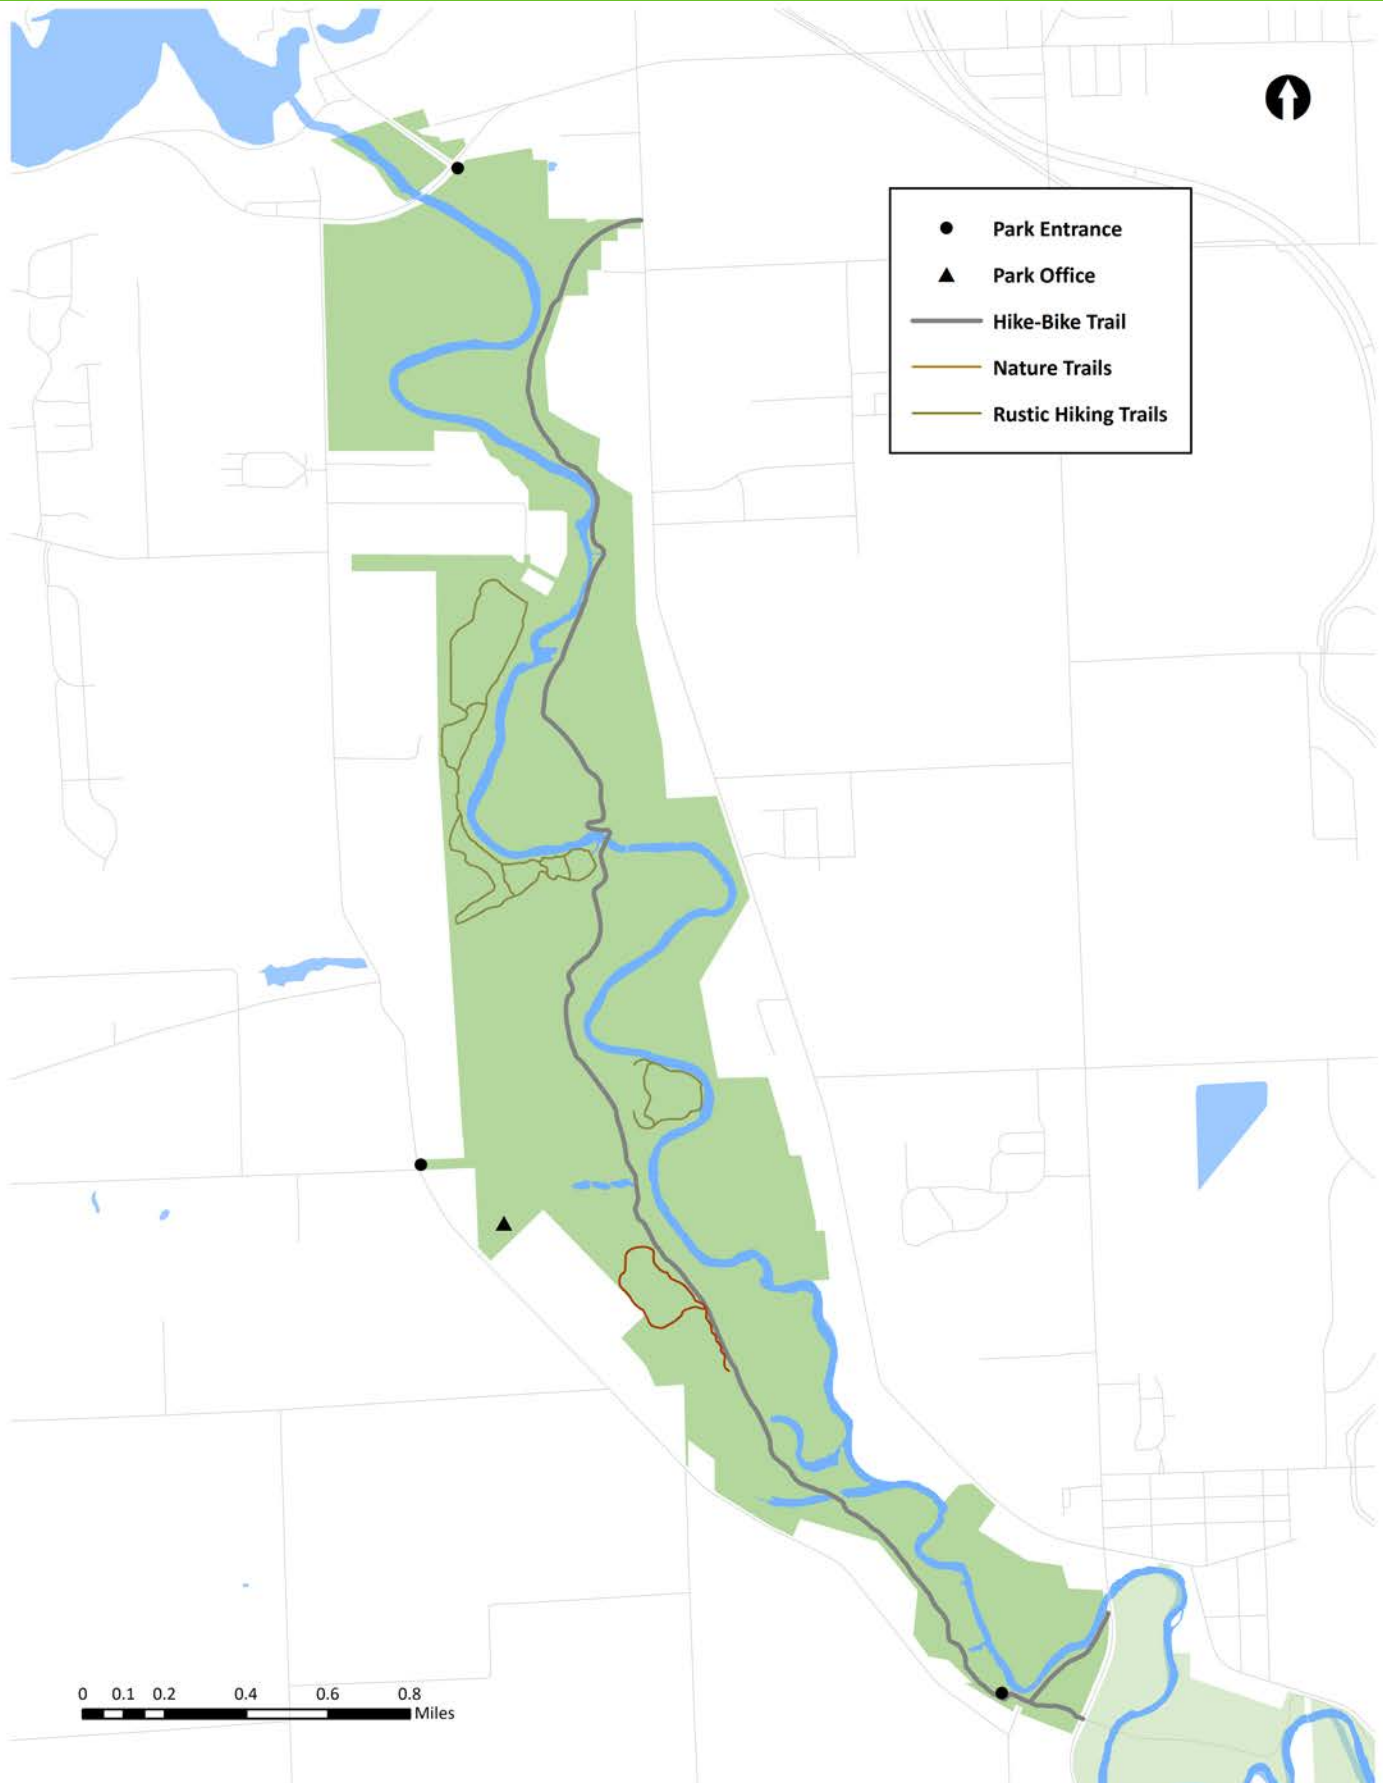 Park Entrance
Park Office
Hike-Bike Trail
Nature Trails
Rustic Hiking Trails
0 0.1 0.2 0.4 0.6 0.8
Miles